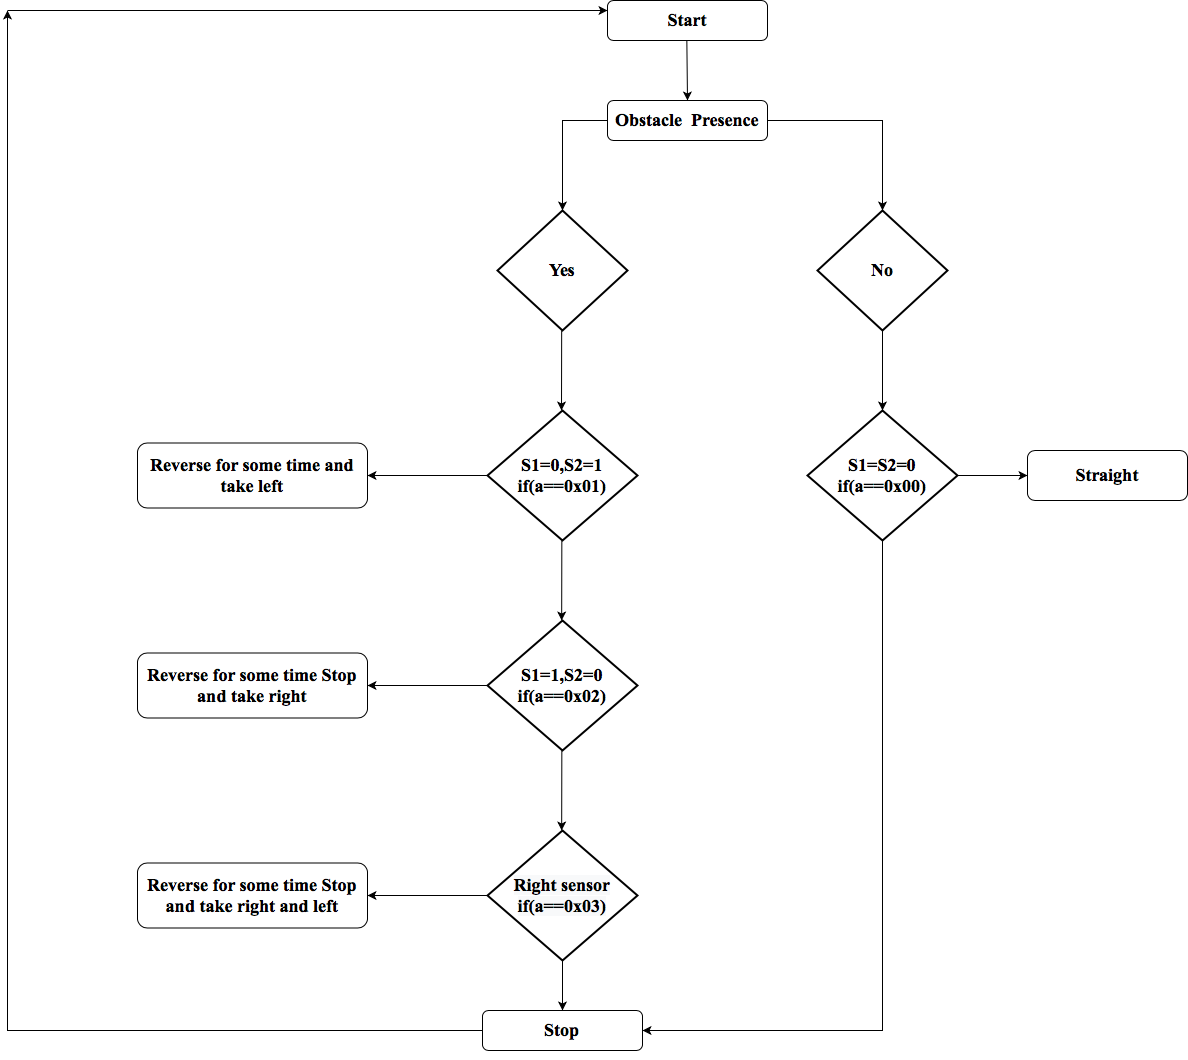 Start
Obstacle  Presence
Yes
No
S1=0,S2=1
if(a==0x01)
Reverse for some time and
take left
S1=S2=0
if(a==0x00)
Straight
S1=1,S2=0
if(a==0x02)
Reverse for some time Stop
and take right
Right sensor
if(a==0x03)
Reverse for some time Stop
and take right and left
Stop